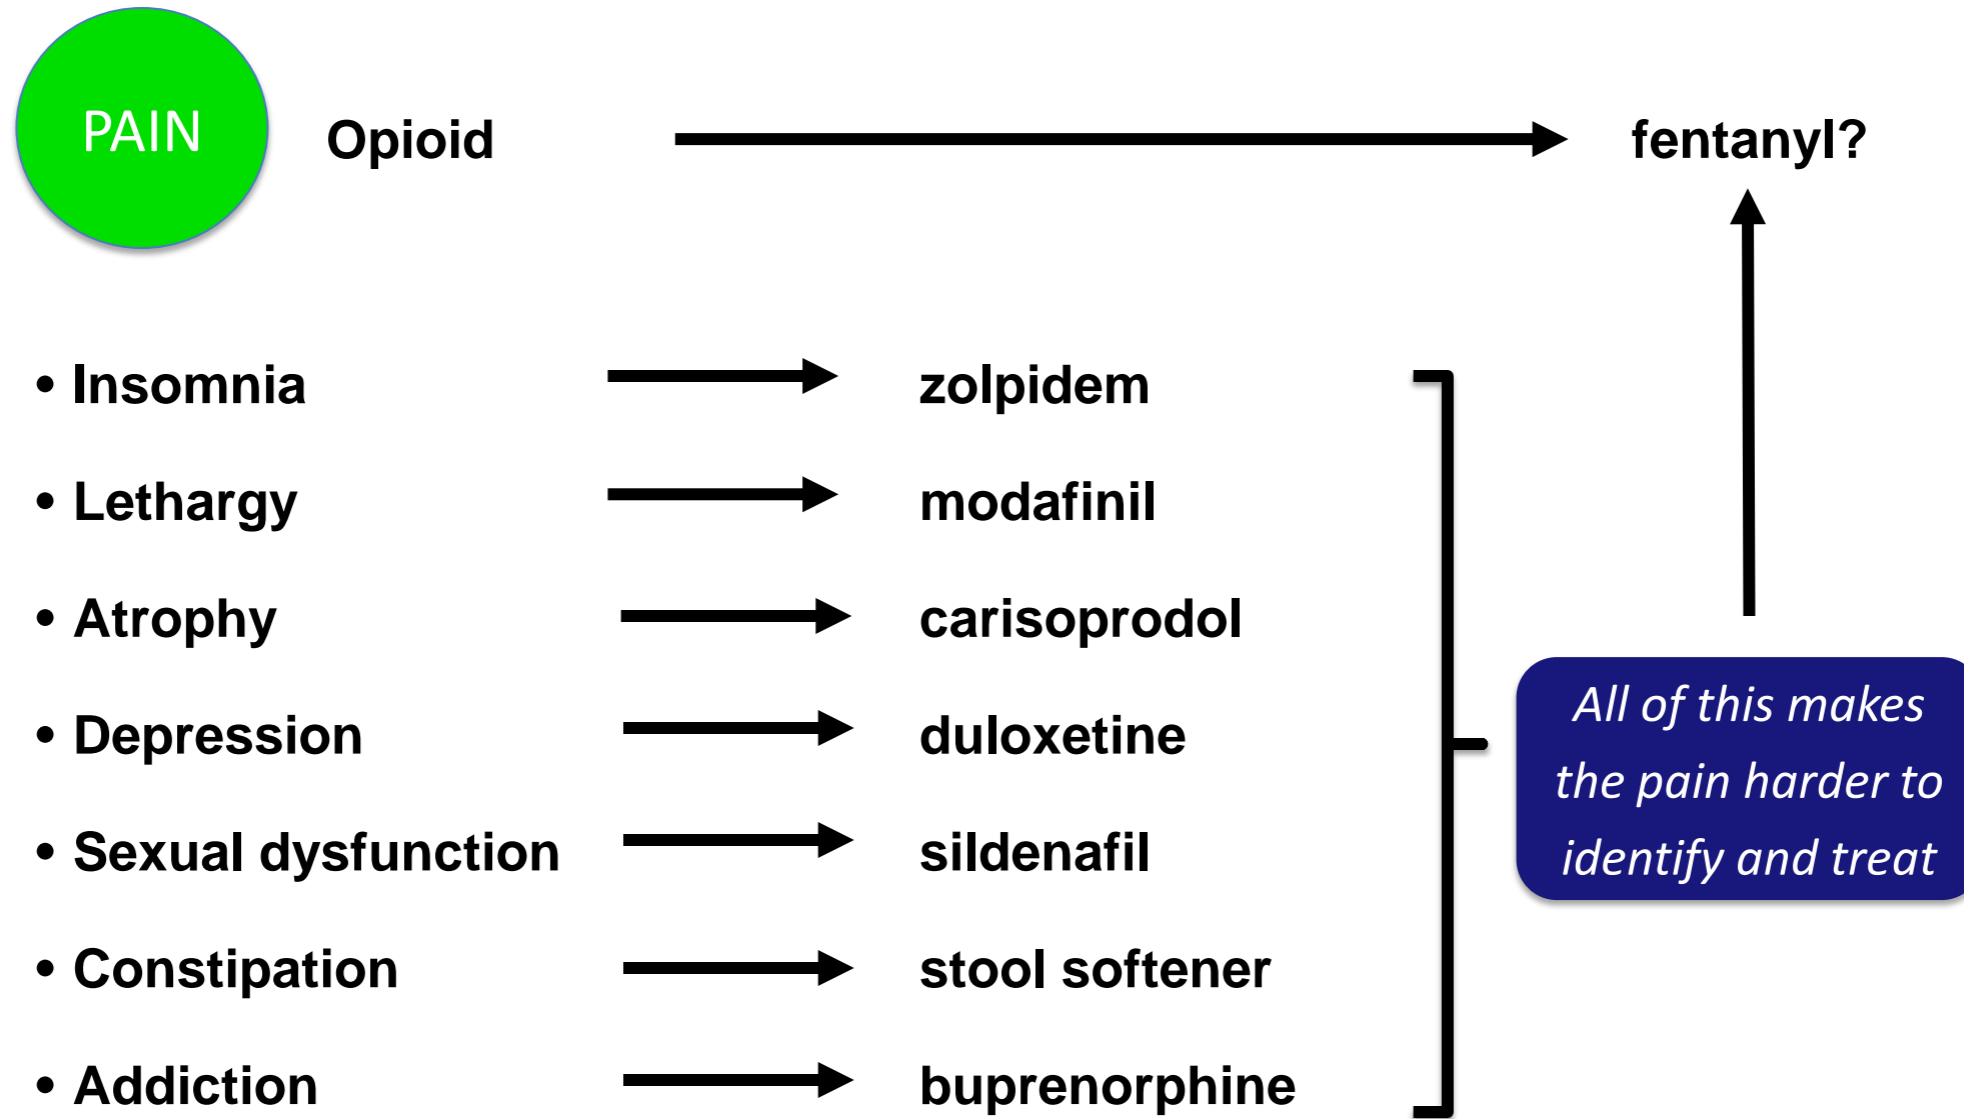 PAIN Opioid fentanyl?
• Insomnia zolpidem
• Lethargy modafinil
• Atrophy carisoprodol
• Depression duloxetine
• Sexual dysfunction sildenafil
• Constipation stool softener
• Addiction buprenorphine
All of this makes
the pain harder to
identify and treat